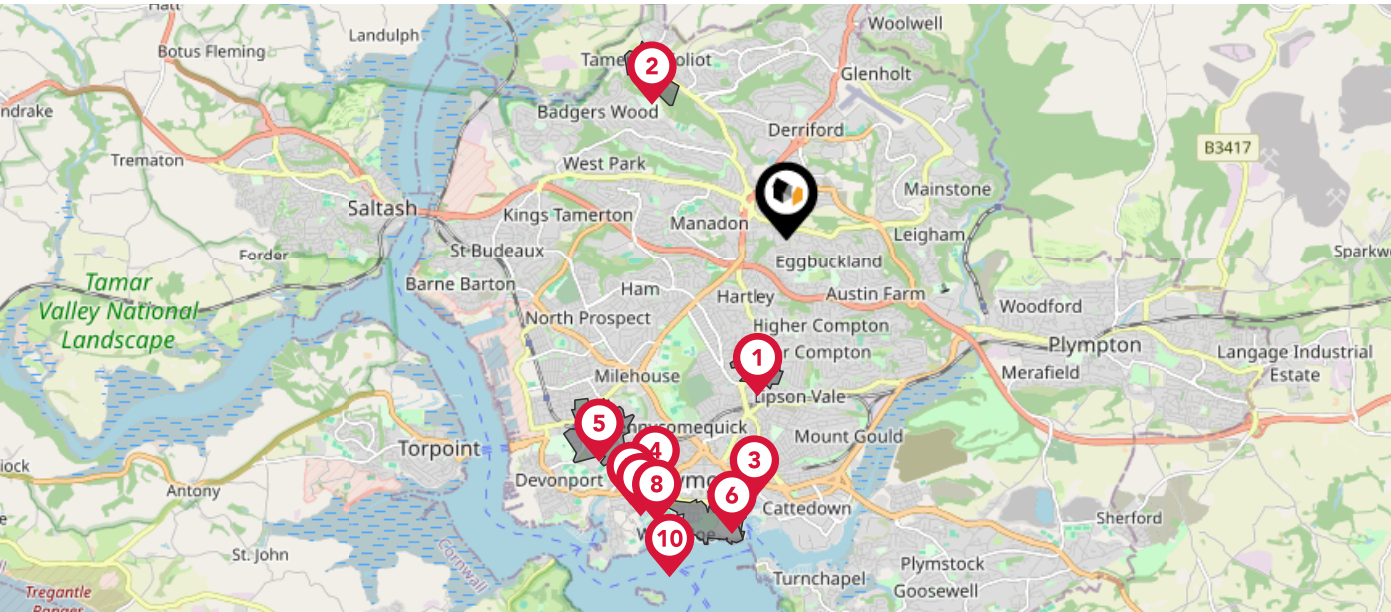 Hatt
Landulph
Botus Fleming
Woolwell
Glenholt
2
Badgers Wood
Derriford
B3417
Trematon
West Park
Mainstone
Saltash
Kings Tamerton
Manadon
Leigham
St Budeaux
Forder
Eggbuckland
Barne Barton
Ham
Hartley
Austin Farm
Tamar
Valley National
Landscape
Woodford
North Prospect
Higher Compton
Plympton
1
Compton
Langage Industrial
Estate
Milehouse
Merafield
Lipson Vale
5
Mount Gould
Torpoint
4
3
Devonport
8
6
Antony
Cattedown
Sherford
10
St. John
Cornwall
Plymstock
Turnchapel
Goosewell
Tregantle